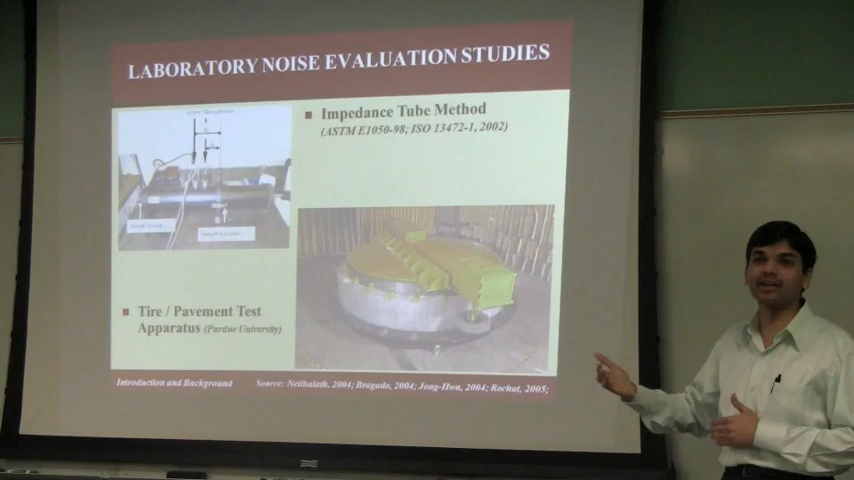 LABORATORY NOISE EVALUATION STUDIES
Impedance Tube Method
(ASTM E1050-98; ISO 13472-1, 2002)
Tire / Pavement Test
Apparatus (Purdue University)
Introduction and Background
Source: Neithalath, 2004; Bragado, 2004; Jong-Hwa, 2004; Rochat, 2005;